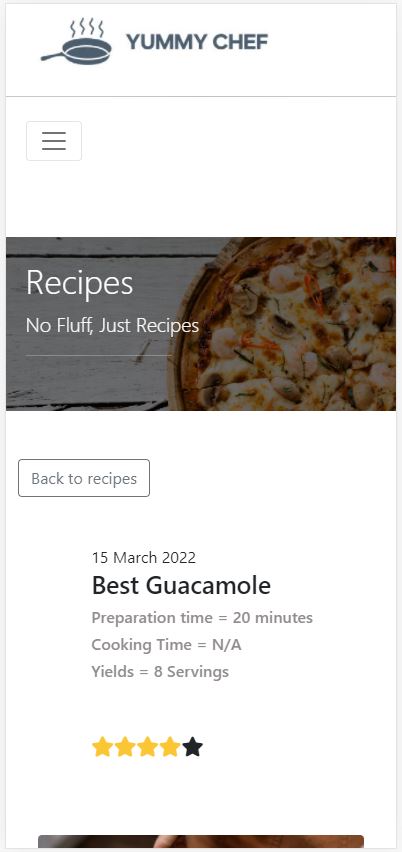 YUMMY CHEF
Recipes
No Fluff, Just Recipes
Back to recipes
15 March 2022
Best Guacamole
Preparation time = 20 minutes
Cooking Time = N/A
Yields = 8 Servings